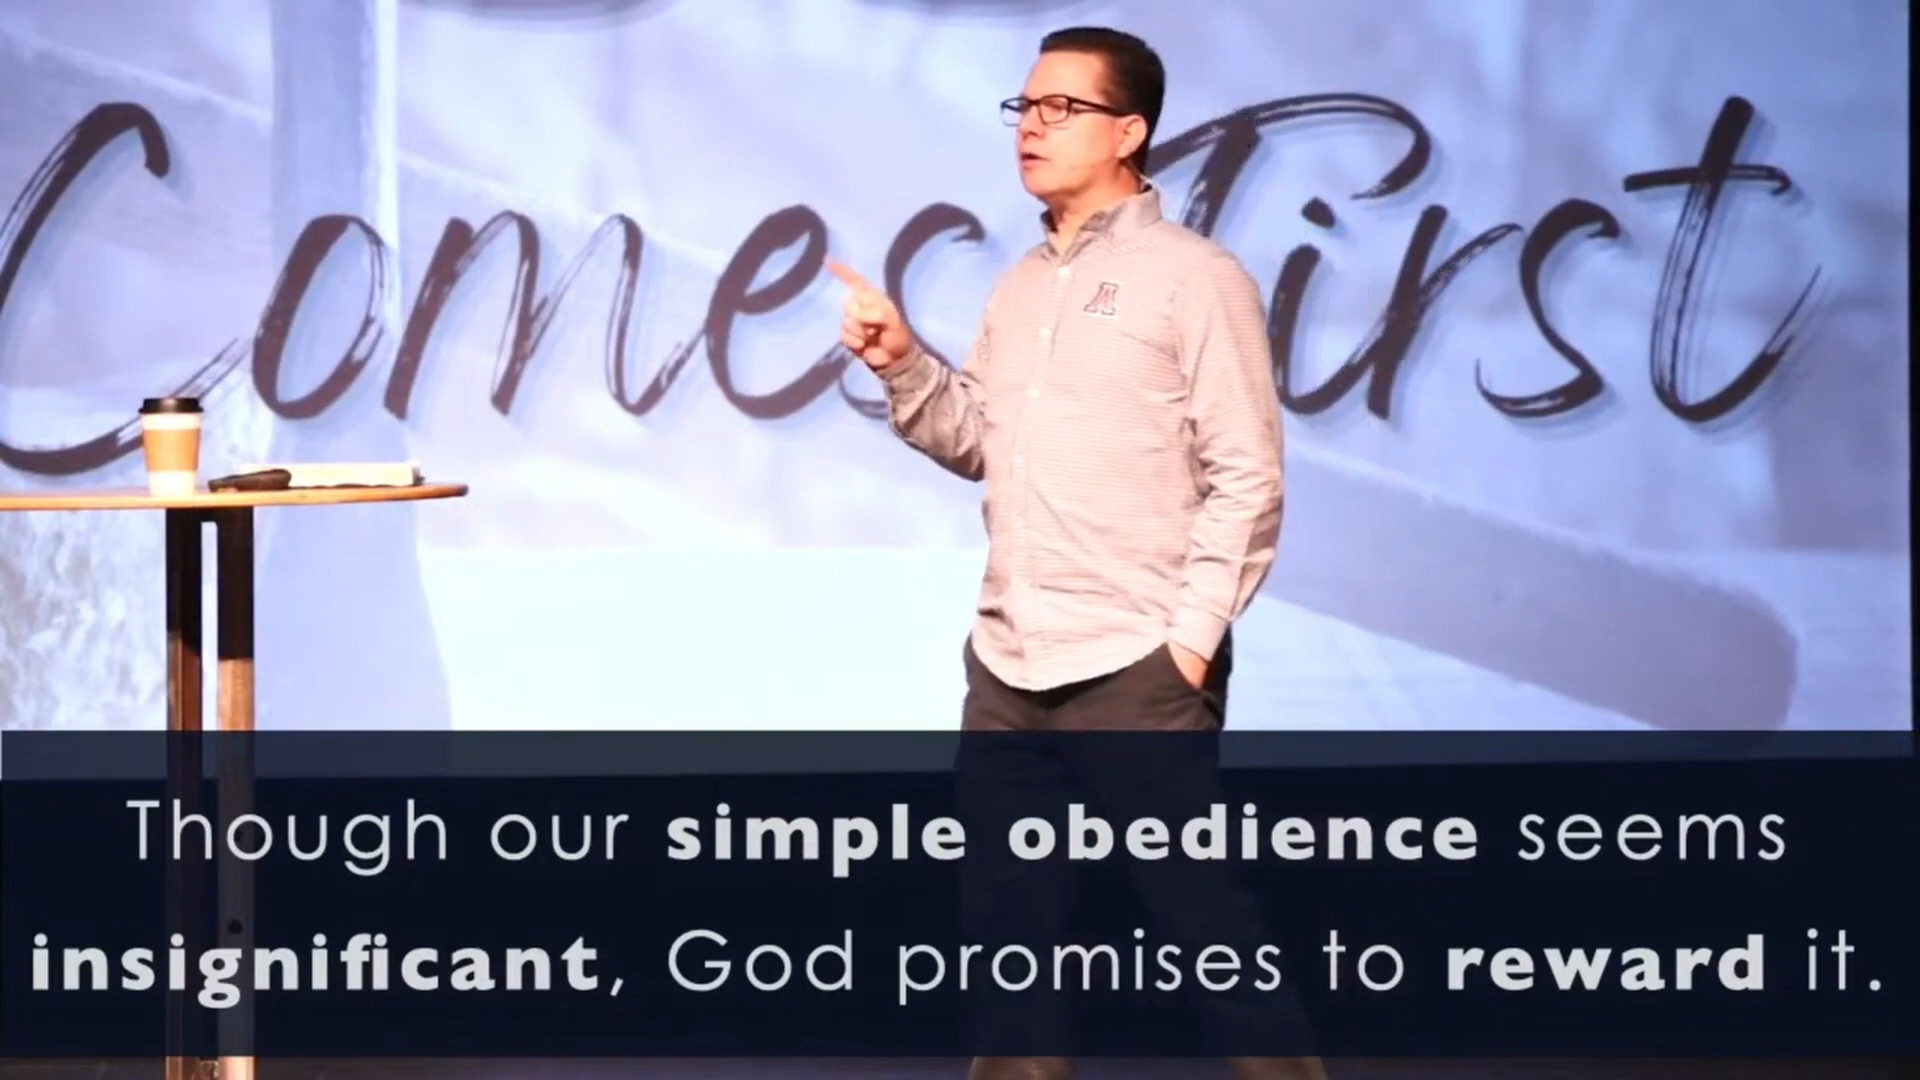 Comes First
A
Though our simple obedience seems
insignificant, God promises to reward it.